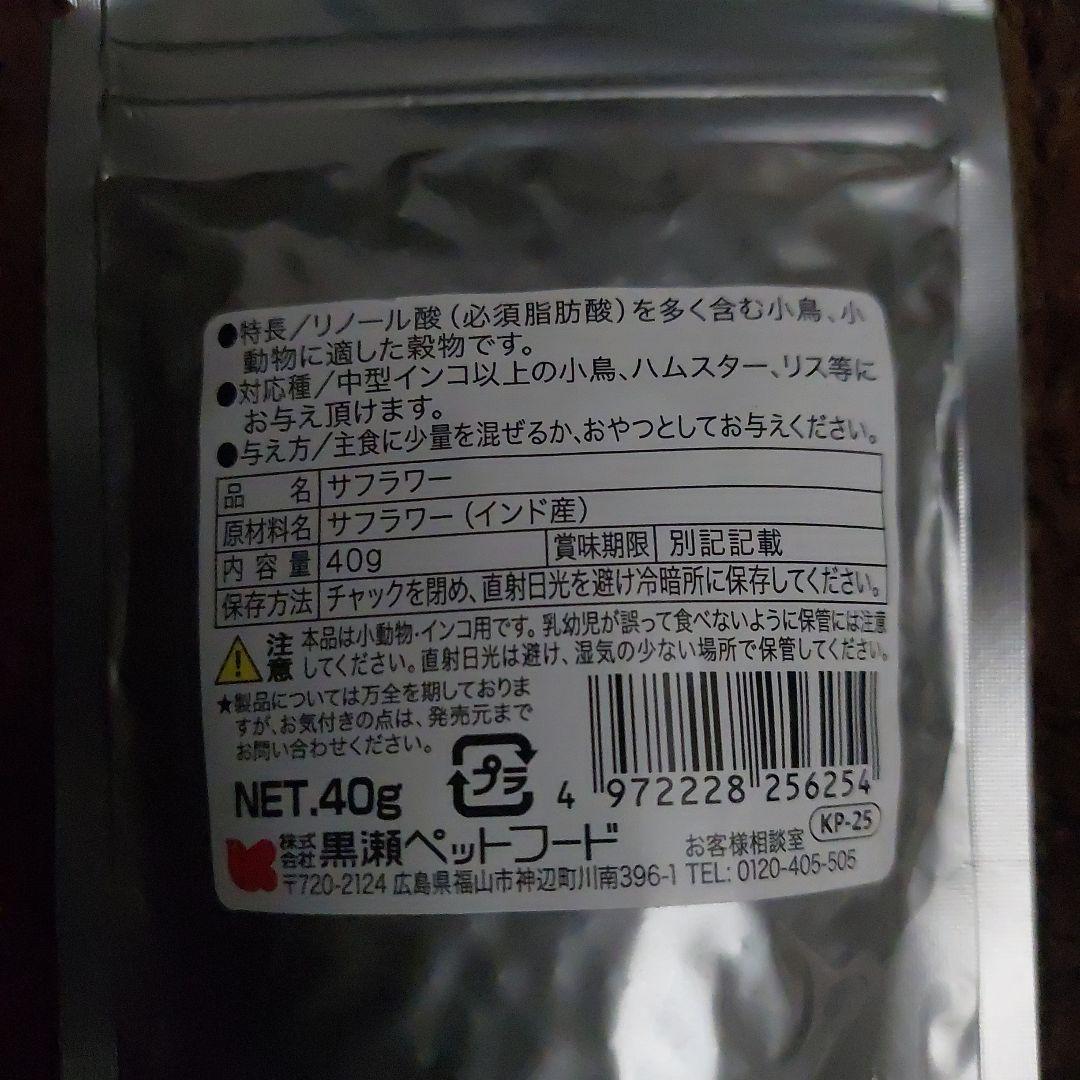 ●特長/リノール酸(必須脂肪酸)を多く含む小鳥、小
動物に適した穀物です。
●対応種/中型インコ以上の小鳥、ハムスター、リス等に
お与え頂けます。
●与え方/主食に少量を混ぜるか、おやつとしてお与えください。
品 名 サフラワー
原材料名 サフラワー(インド産)
内容量 40g 賞味期限 別記記載
保存方法 チャックを閉め、直射日光を避け冷暗所に保存してください。
注意 本品は小動物・インコ用です。乳幼児が誤って食べないように保管には注意
してください。直射日光は避け、湿気の少ない場所で保管してください。
★製品については万全を期しておりま
すが、お気付きの点は、発売元まで
お問い合わせください。
NET.40g
プラ
4 972228 256254
KP-25
株式会社 黒瀬ペットフード
お客様相談室
〒720-2124 広島県福山市神辺町川南396-1 TEL: 0120-405-505